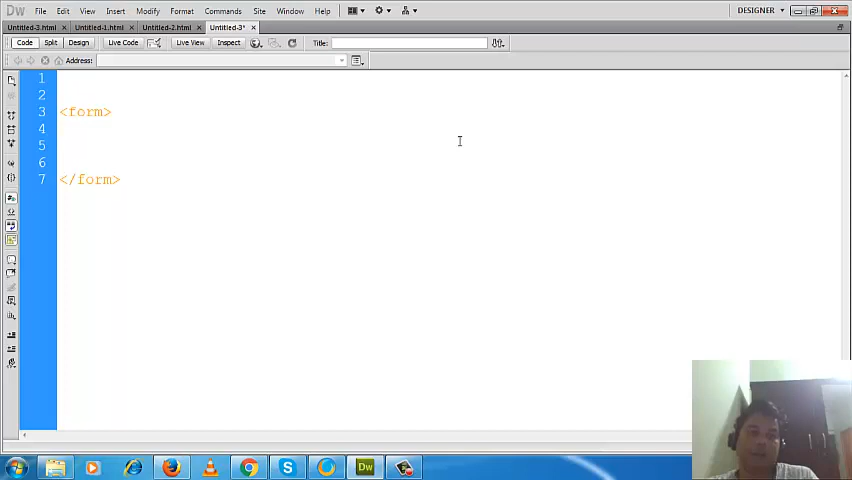 Dw File Edit View Insert Modify Format Commands Site Window Help DESIGNER
Untitled-3.html Untitled-1.html Untitled-2.html Untitled-3*
Code Split Design Live Code Live View Inspect Title:
Address:
1
2
3 <form>
4
5
6
7 </form>
Dw